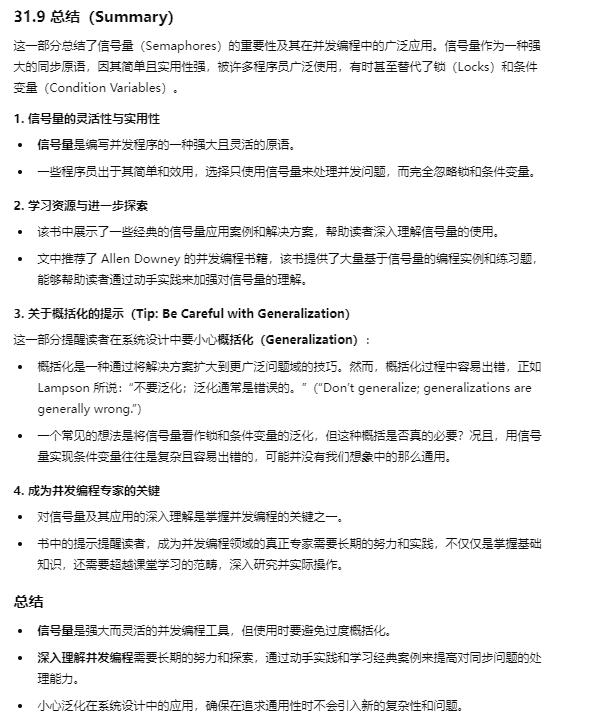 31.9 总结（Summary）
这一部分总结了信号量（Semaphores）的重要性及其在并发编程中的广泛应用。信号量作为一种强
大的同步原语，因其简单且实用性强，被许多程序员广泛使用，有时甚至替代了锁（Locks）和条件
变量（Condition Variables）。
1. 信号量的灵活性与实用性
• 信号量是编写并发程序的一种强大且灵活的原语。
• 一些程序员出于其简单和效用，选择只使用信号量来处理并发问题，而完全忽略锁和条件变量。
2. 学习资源与进一步探索
• 该书中展示了一些经典的信号量应用案例和解决方案，帮助读者深入理解信号量的使用。
• 文中推荐了 Allen Downey 的并发编程书籍，该书提供了大量基于信号量的编程实例和练习题，
能够帮助读者通过动手实践来加强对信号量的理解。
3. 关于概括化的提示（Tip: Be Careful with Generalization）
这一部分提醒读者在系统设计中要小心概括化（Generalization）：
• 概括化是一种通过将解决方案扩大到更广泛问题域的技巧。然而，概括化过程中容易出错，正如
Lampson 所说：“不要泛化；泛化通常是错误的。”（“Don’t generalize; generalizations are
generally wrong.”）
• 一个常见的想法是将信号量看作锁和条件变量的泛化，但这种概括是否真的必要？况且，用信号
量实现条件变量往往是复杂且容易出错的，可能并没有我们想象中的那么通用。
4. 成为并发编程专家的关键
• 对信号量及其应用的深入理解是掌握并发编程的关键之一。
• 书中的提示提醒读者，成为并发编程领域的真正专家需要长期的努力和实践，不仅仅是掌握基础
知识，还需要超越课堂学习的范畴，深入研究并实际操作。
总结
• 信号量是强大而灵活的并发编程工具，但使用时要避免过度概括化。
• 深入理解并发编程需要长期的努力和探索，通过动手实践和学习经典案例来提高对同步问题的处
理能力。
• 小心泛化在系统设计中的应用，确保在追求通用性时不会引入新的复杂性和问题。